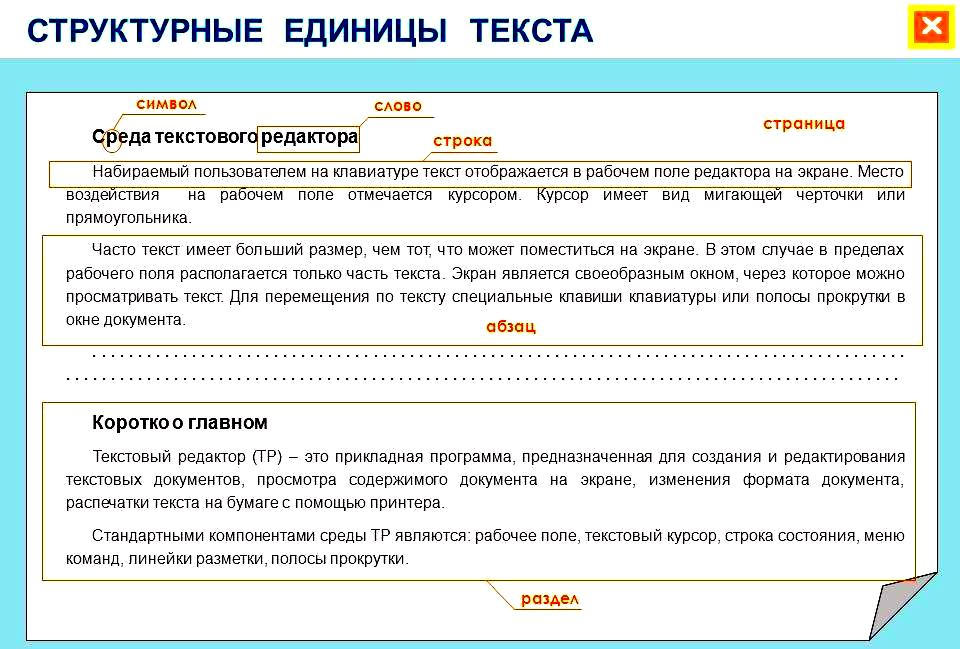 СТРУКТУРНЫЕ ЕДИНИЦЫ ТЕКСТА
символ
слово
страница
Среда текстового редактора
строка
Набираемый пользователем на клавиатуре текст отображается в рабочем поле редактора на экране. Место
воздействия на рабочем поле отмечается курсором. Курсор имеет вид мигающей черточки или
прямоугольника.
Часто текст имеет больший размер, чем тот, что может поместиться на экране. В этом случае в пределах
рабочего поля располагается только часть текста. Экран является своеобразным окном, через которое можно
просматривать текст. Для перемещения по тексту специальные клавиши клавиатуры или полосы прокрутки в
окне документа.
абзац
Коротко о главном
Текстовый редактор (ТР) – это прикладная программа, предназначенная для создания и редактирования
текстовых документов, просмотра содержимого документа на экране, изменения формата документа,
распечатки текста на бумаге с помощью принтера.
Стандартными компонентами среды ТР являются: рабочее поле, текстовый курсор, строка состояния, меню
команд, линейки разметки, полосы прокрутки.
раздел